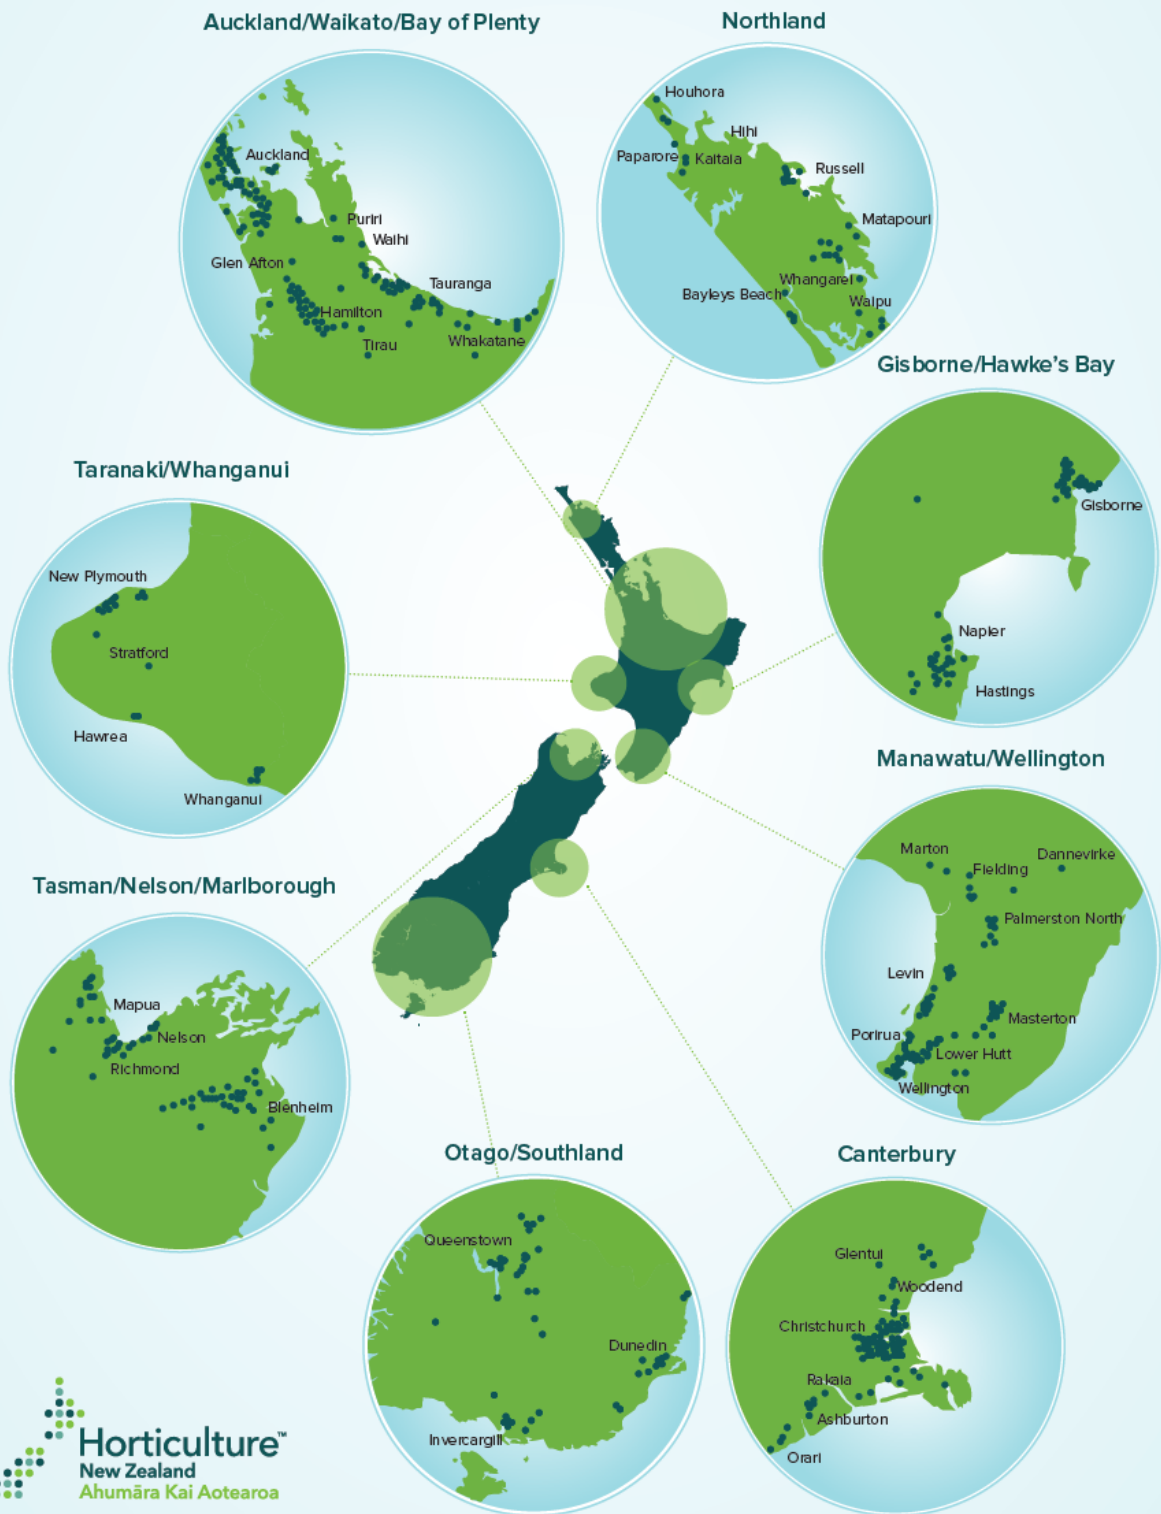 Auckland/Waikato/Bay of Plenty
Auckland
Puriri
Waihi
Glen Afton
Tauranga
Hamilton
Tirau
Whakatane
Northland
Houhora
Hihi
Paparore
Kaitaia
Russell
Matapouri
Whangarei
Bayleys Beach
Waipu
Gisborne/Hawke's Bay
Gisborne
Napier
Hastings
Taranaki/Whanganui
New Plymouth
Stratford
Hawrea
Whanganui
Manawatu/Wellington
Marton
Dannevirke
Fielding
Palmerston North
Levin
Masterton
Porirua
Lower Hutt
Wellington
Tasman/Nelson/Marlborough
Mapua
Nelson
Richmond
Blenheim
Otago/Southland
Queenstown
Dunedin
Invercargill
Canterbury
Glentui
Woodend
Christchurch
Rakaia
Ashburton
Orari
Horticulture™
New Zealand
Ahumāra Kai Aotearoa